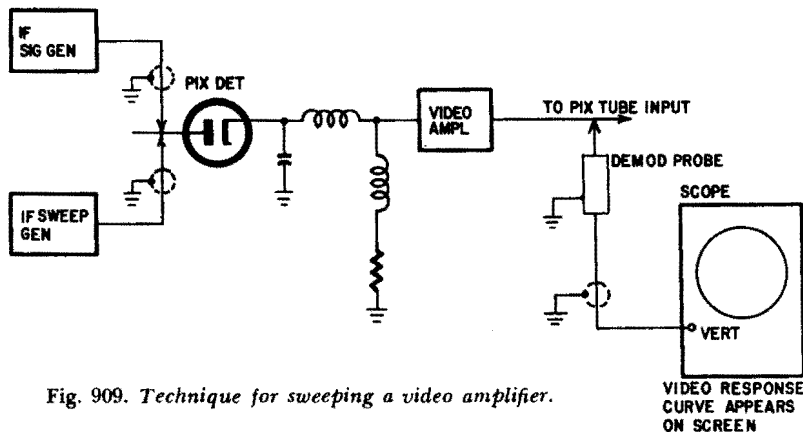 IF
SIG GEN
PIX DET
VIDEO
AMPL
TO PIX TUBE INPUT
DEMOD PROBE
SCOPE
IF SWEEP
GEN
VERT
Fig. 909. Technique for sweeping a video amplifier.
VIDEO RESPONSE
CURVE APPEARS
ON SCREEN